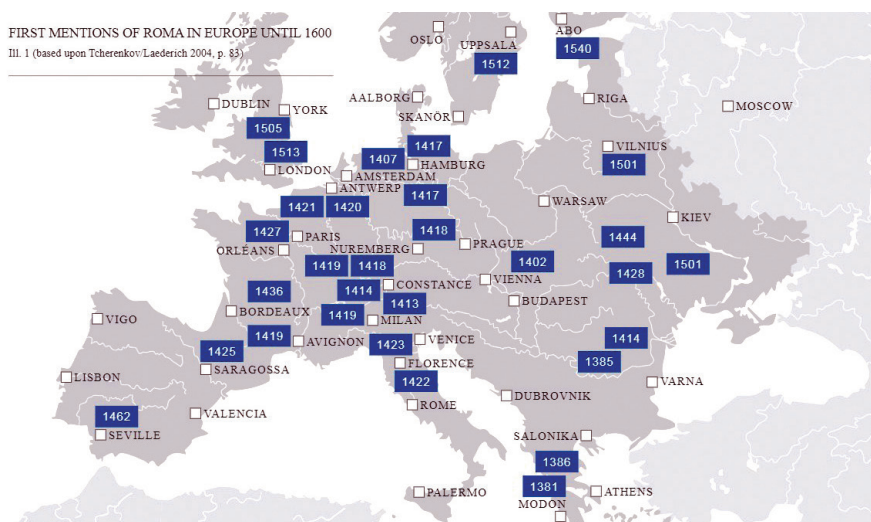 FIRST MENTIONS OF ROMA IN EUROPE UNTIL 1600
Ill. 1 (based upon Tcherenkov/Laederich 2004, p. 83)
OSLO
UPPSALA
1512
ABO
1540
DUBLIN
YORK
1505
1513
LONDON
AALBORG
SKANÖR
RIGA
MOSCOW
1407
1417
HAMBURG
AMSTERDAM
ANTWERP
1417
VILNIUS
1501
1421
1420
WARSAW
KIEV
1427
PARIS
ORLÉANS
1418
NUREMBERG
PRAGUE
1444
1402
1428
1501
1419
1418
CONSTANCE
VIENNA
1414
1413
BUDAPEST
1436
BORDEAUX
1419
MILAN
VIGO
1419
AVIGNON
1423
VENICE
1414
1385
1425
SARAGOSSA
FLORENCE
1422
LISBON
DUBROVNIK
VARNA
ROME
1462
SEVILLE
VALENCIA
SALONIKA
1386
1381
MODON
ATHENS
PALERMO